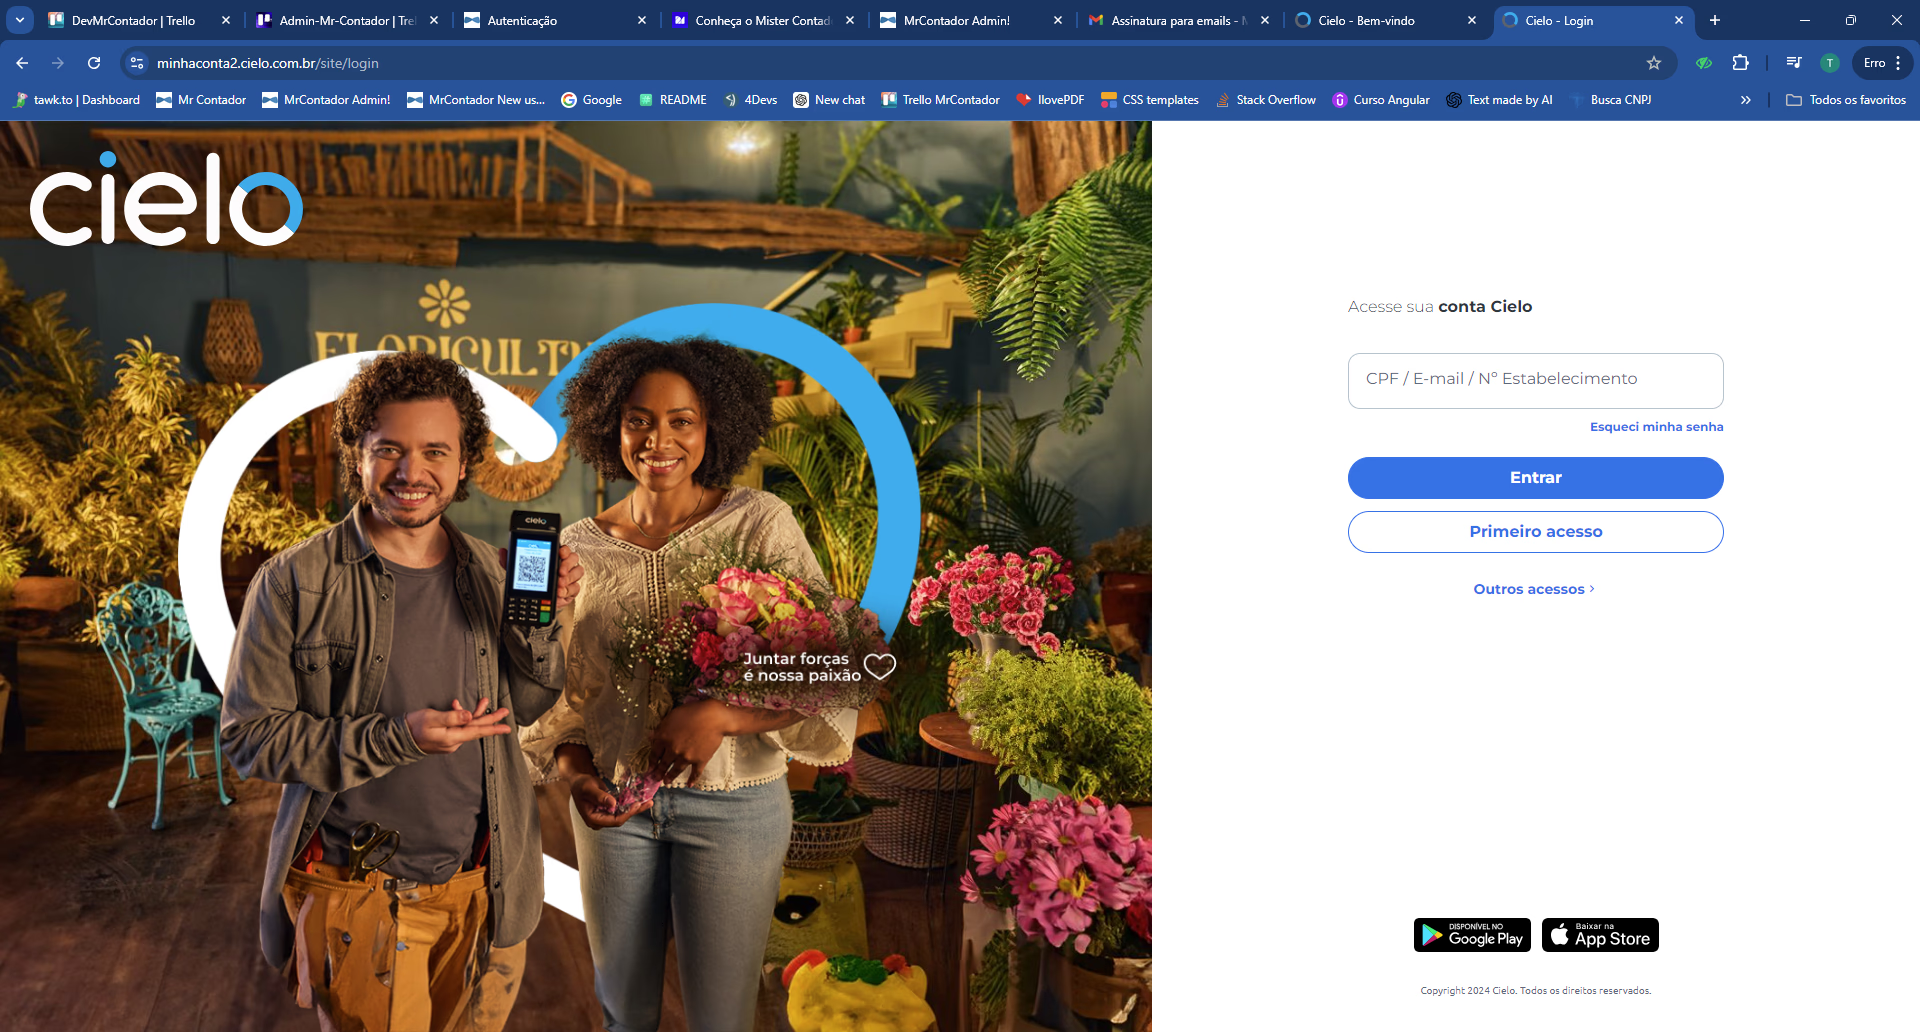 DevMrContador | Trello
Admin-Mr-Contador | Trel
Autenticação
Conheça o Mister Contad
MrContador Admin!
Assinatura para emails - M
Cielo - Bem-vindo
Cielo - Login
minhaconta2.cielo.com.br/site/login
T
Erro
tawk.to | Dashboard
Mr Contador
MrContador Admin!
MrContador New us...
Google
README
4Devs
New chat
Trello MrContador
IlovePDF
CSS templates
Stack Overflow
Curso Angular
Text made by AI
Busca CNPJ
Todos os favoritos
cielo
cielo
Juntar forças
é nossa paixão
Acesse sua conta Cielo
CPF / E-mail / Nº Estabelecimento
Esqueci minha senha
Entrar
Primeiro acesso
Outros acessos
DISPONÍVEL NO
Google Play
Baixar na
App Store
Copyright 2024 Cielo. Todos os direitos reservados.